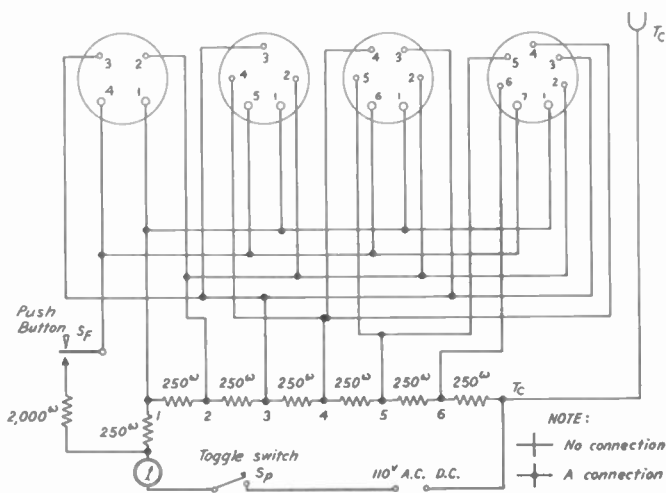 T_C
3 2
4 1
3
4 2
5 1
4 3
5 2
6 1
4
5 3
6 2
7 1
Push
Button S_F
2,000^ω
250^ω 250^ω 250^ω 250^ω 250^ω 250^ω
1 2 3 4 5 6 T_C
250^ω
Toggle switch
S_p
110^v A.C. D.C.
NOTE:
No connection
A connection